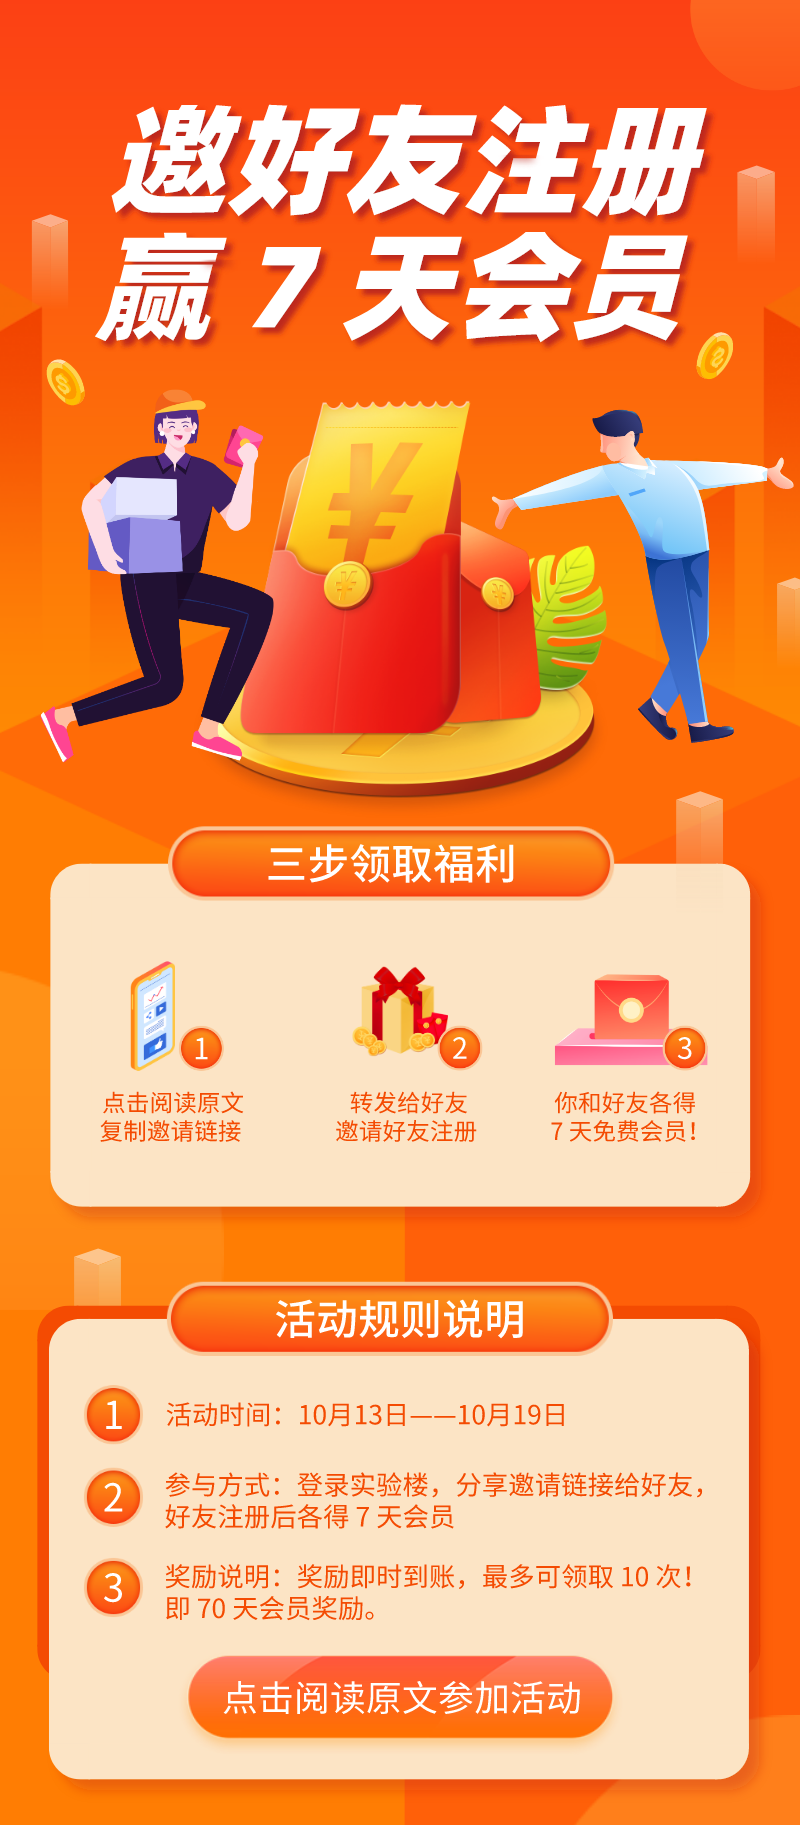 邀好友注册
赢 7 天会员
¥
三步领取福利
1
点击阅读原文
复制邀请链接
2
转发给好友
邀请好友注册
3
你和好友各得
7 天免费会员！
活动规则说明
1
活动时间：10月13日——10月19日
2
参与方式：登录实验楼，分享邀请链接给好友，
好友注册后各得 7 天会员
3
奖励说明：奖励即时到账，最多可领取 10 次！
即 70 天会员奖励。
点击阅读原文参加活动